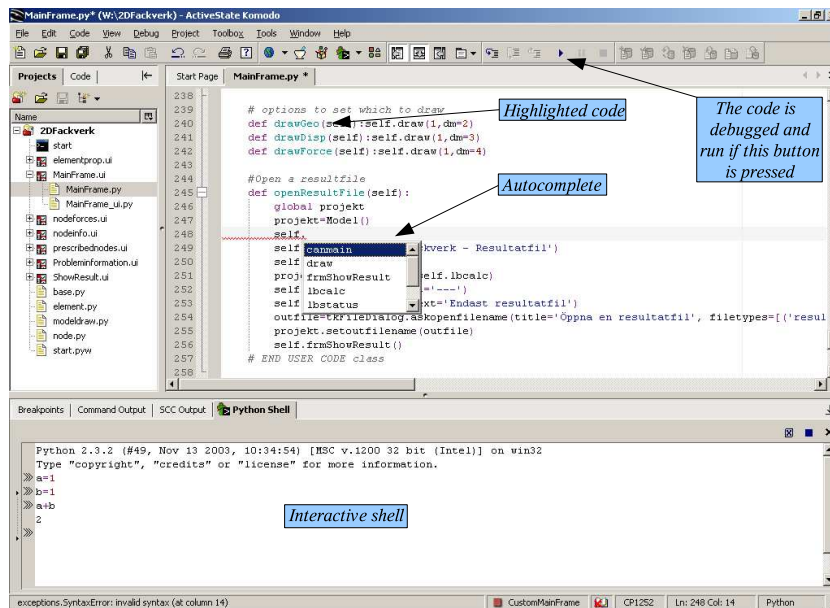 MainFrame.py* (W:\2DFackverk) - ActiveState Komodo
File Edit Code View Debug Project Toolbox Tools Window Help
Projects Code
Start Page MainFrame.py *
Name
2DFackverk
start
elementprop.ui
MainFrame.ui
MainFrame.py
MainFrame_ui.py
nodeforces.ui
nodeinfo.ui
prescribednodes.ui
Probleminformation.ui
ShowResult.ui
base.py
element.py
modeldraw.py
node.py
start.pyw
238
239 # options to set which to draw
240 def drawGeo(self):self.draw(1,dm=2)
241 def drawDisp(self):self.draw(1,dm=3)
242 def drawForce(self):self.draw(1,dm=4)
243
244 #Open a resultfile
245 def openResultFile(self):
246 global projekt
247 projekt=Model()
248 self.
249 self kverk - Resultatfil')
250 self
251 proj self.lbcalc)
252 self ='---')
253 self ext='Endast resultatfil')
254 outfile=tkFileDialog.askopenfilename(title='Öppna en resultatfil', filetypes=[('resul
255 projekt.setoutfilename(outfile)
256 self.frmShowResult()
257 # END USER CODE class
258
canmain
draw
frmShowResult
lbcalc
lbstatus
Highlighted code
Autocomplete
The code is
debugged and
run if this button
is pressed
Breakpoints Command Output SCC Output Python Shell
Python 2.3.2 (#49, Nov 13 2003, 10:34:54) [MSC v.1200 32 bit (Intel)] on win32
Type "copyright", "credits" or "license" for more information.
a=1
b=1
a+b
2
Interactive shell
exceptions.SyntaxError: invalid syntax (at column 14) CustomMainFrame CP1252 Ln: 248 Col: 14 Python